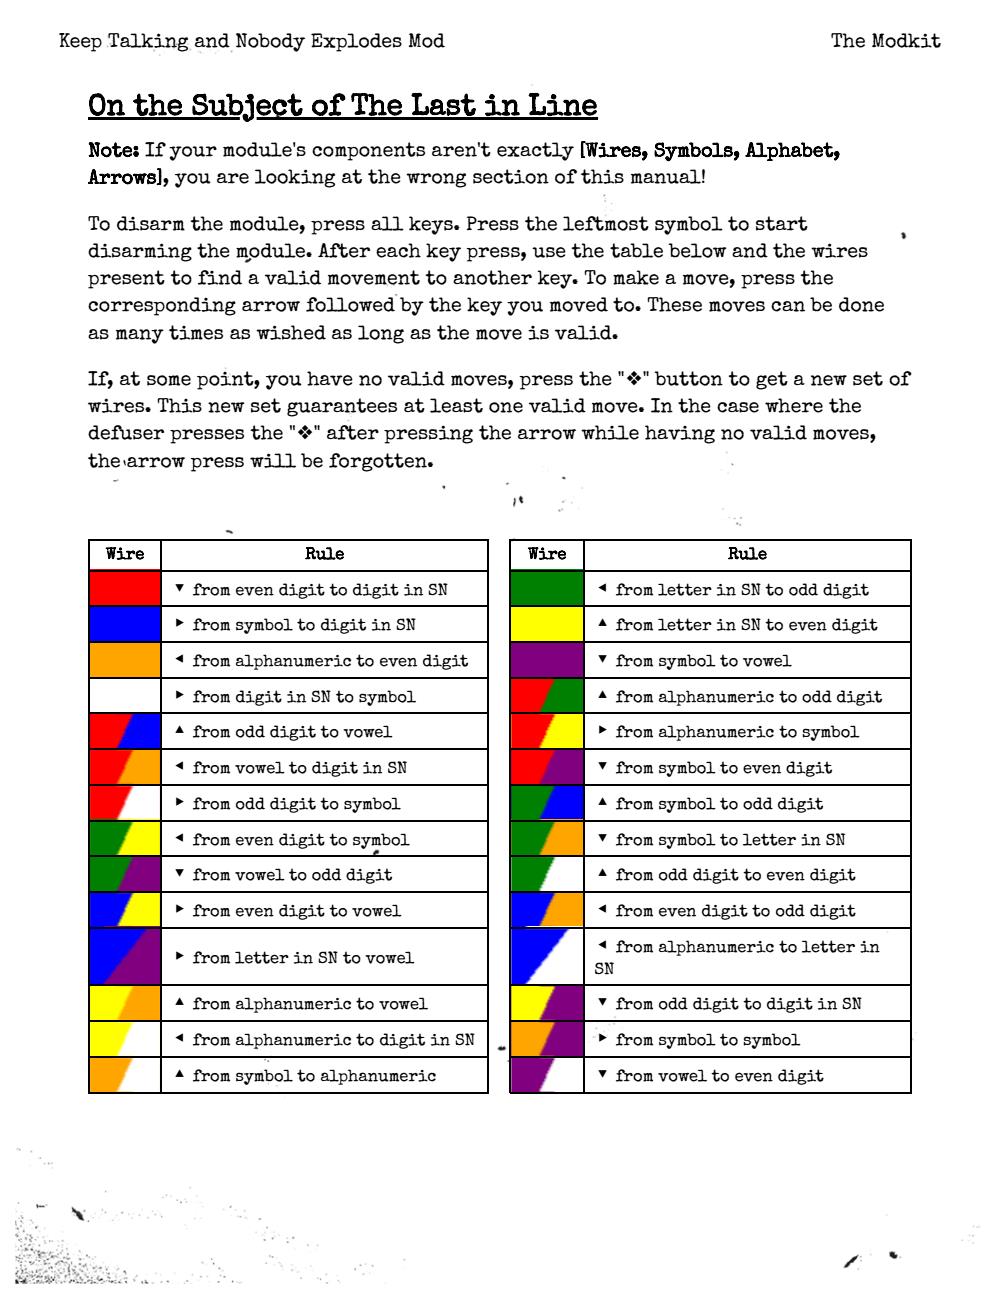 Keep Talking and Nobody Explodes Mod
The Modkit
On the Subject of The Last in Line
Note: If your module's components aren't exactly [Wires, Symbols, Alphabet,
Arrows], you are looking at the wrong section of this manual!
To disarm the module, press all keys. Press the leftmost symbol to start
disarming the module. After each key press, use the table below and the wires
present to find a valid movement to another key. To make a move, press the
corresponding arrow followed by the key you moved to. These moves can be done
as many times as wished as long as the move is valid.
If, at some point, you have no valid moves, press the "❖" button to get a new set of
wires. This new set guarantees at least one valid move. In the case where the
defuser presses the "❖" after pressing the arrow while having no valid moves,
the arrow press will be forgotten.
Wire Rule
▼ from even digit to digit in SN
► from symbol to digit in SN
◄ from alphanumeric to even digit
► from digit in SN to symbol
▲ from odd digit to vowel
◄ from vowel to digit in SN
► from odd digit to symbol
◄ from even digit to symbol
▼ from vowel to odd digit
► from even digit to vowel
► from letter in SN to vowel
▲ from alphanumeric to vowel
◄ from alphanumeric to digit in SN
▲ from symbol to alphanumeric
Wire Rule
◄ from letter in SN to odd digit
▲ from letter in SN to even digit
▼ from symbol to vowel
▲ from alphanumeric to odd digit
► from alphanumeric to symbol
▼ from symbol to even digit
▲ from symbol to odd digit
▼ from symbol to letter in SN
▲ from odd digit to even digit
◄ from even digit to odd digit
◄ from alphanumeric to letter in
SN
▼ from odd digit to digit in SN
► from symbol to symbol
▼ from vowel to even digit